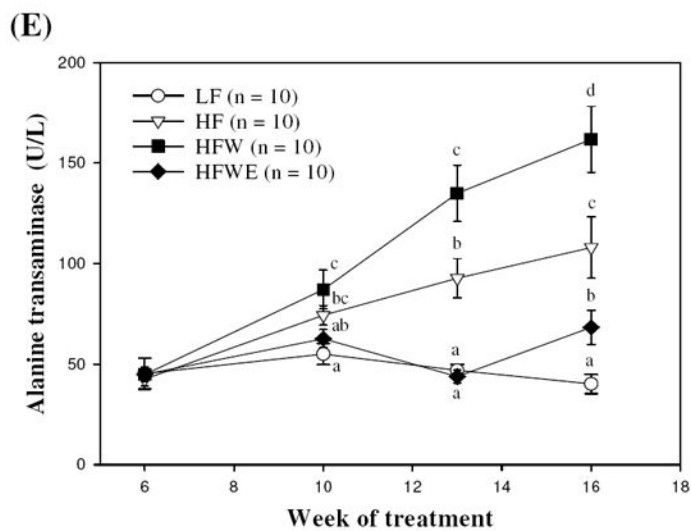 (E)
Alanine transaminase (U/L)
200
150
100
50
0
LF (n = 10)
HF (n = 10)
HFW (n = 10)
HFWE (n = 10)
c
bc
ab
a
c
b
a
a
d
c
b
a
6
8
10
12
14
16
18
Week of treatment